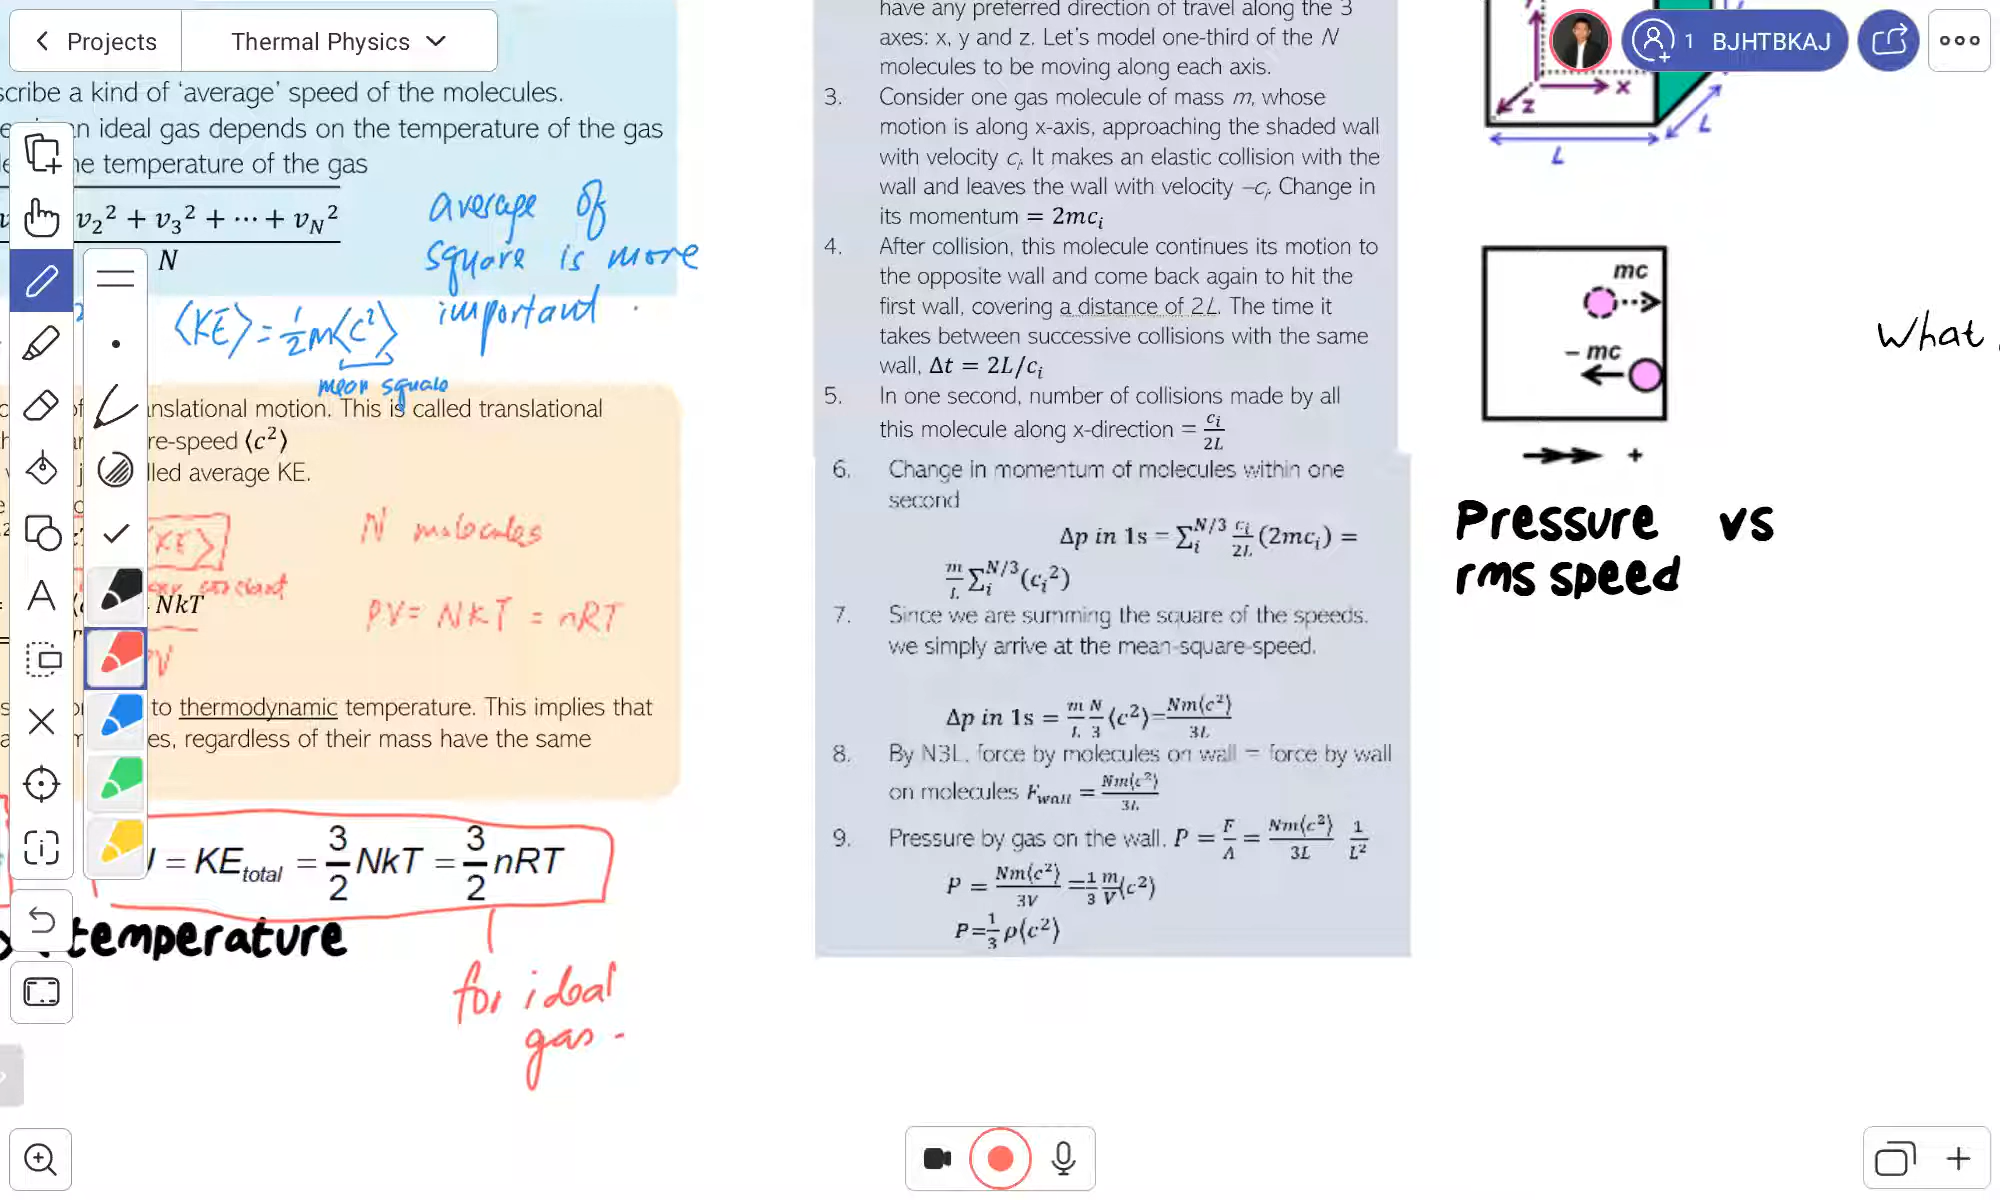 Projects
Thermal Physics
1 BJHTBKAJ
scribe a kind of 'average' speed of the molecules.
n ideal gas depends on the temperature of the gas
he temperature of the gas
v₂² + v₃² + ⋯ + v_N²
N
average of
square is more
important
⟨KE⟩ = ½m⟨c²⟩
mean square
nslational motion. This is called translational
re-speed ⟨c²⟩
lled average KE.
KE⟩
N molecules
constant
NkT
PV = NkT = nRT
to thermodynamic temperature. This implies that
es, regardless of their mass have the same
= KE_total = 3/2 NkT = 3/2 nRT
temperature
for ideal
gas.
have any preferred direction of travel along the 3
axes: x, y and z. Let's model one-third of the N
molecules to be moving along each axis.
3. Consider one gas molecule of mass m, whose
motion is along x-axis, approaching the shaded wall
with velocity cᵢ. It makes an elastic collision with the
wall and leaves the wall with velocity –cᵢ. Change in
its momentum = 2mcᵢ
4. After collision, this molecule continues its motion to
the opposite wall and come back again to hit the
first wall, covering a distance of 2L. The time it
takes between successive collisions with the same
wall, Δt = 2L/cᵢ
5. In one second, number of collisions made by all
this molecule along x-direction = cᵢ/2L
6. Change in momentum of molecules within one
second
Δp in 1s = Σᵢ^N/3 cᵢ/2L (2mcᵢ) =
m/L Σᵢ^N/3 (cᵢ²)
7. Since we are summing the square of the speeds,
we simply arrive at the mean-square-speed.
Δp in 1s = m/L N/3 ⟨c²⟩ = Nm⟨c²⟩/3L
8. By N3L, force by molecules on wall = force by wall
on molecules F_wall = Nm⟨c²⟩/3L
9. Pressure by gas on the wall, P = F/A = Nm⟨c²⟩/3L 1/L²
P = Nm⟨c²⟩/3V = 1/3 m/V ⟨c²⟩
P = 1/3 ρ⟨c²⟩
x
z
L
L
mc
– mc
+
Pressure vs
rms speed
What